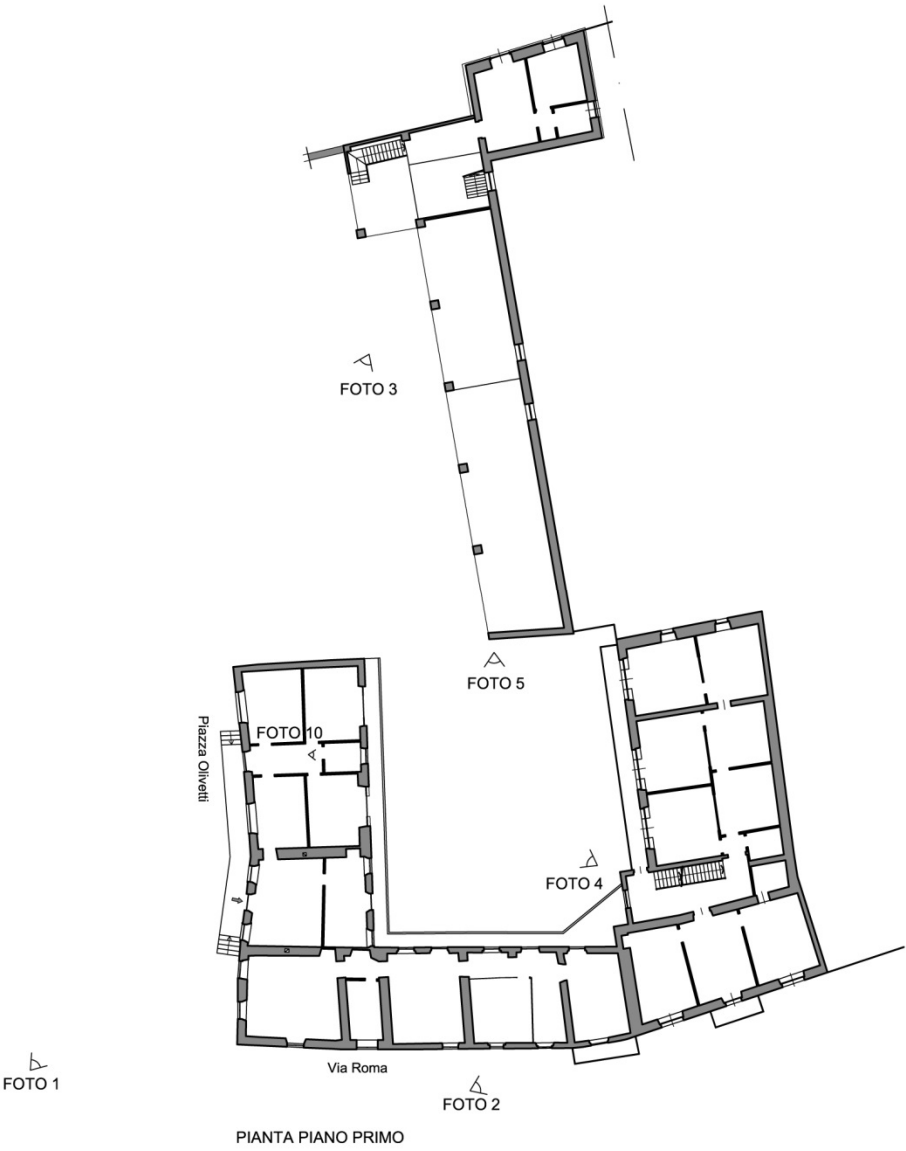 FOTO 3
FOTO 5
Piazza Olivetti
FOTO 10
FOTO 4
Via Roma
FOTO 1
FOTO 2
PIANTA PIANO PRIMO